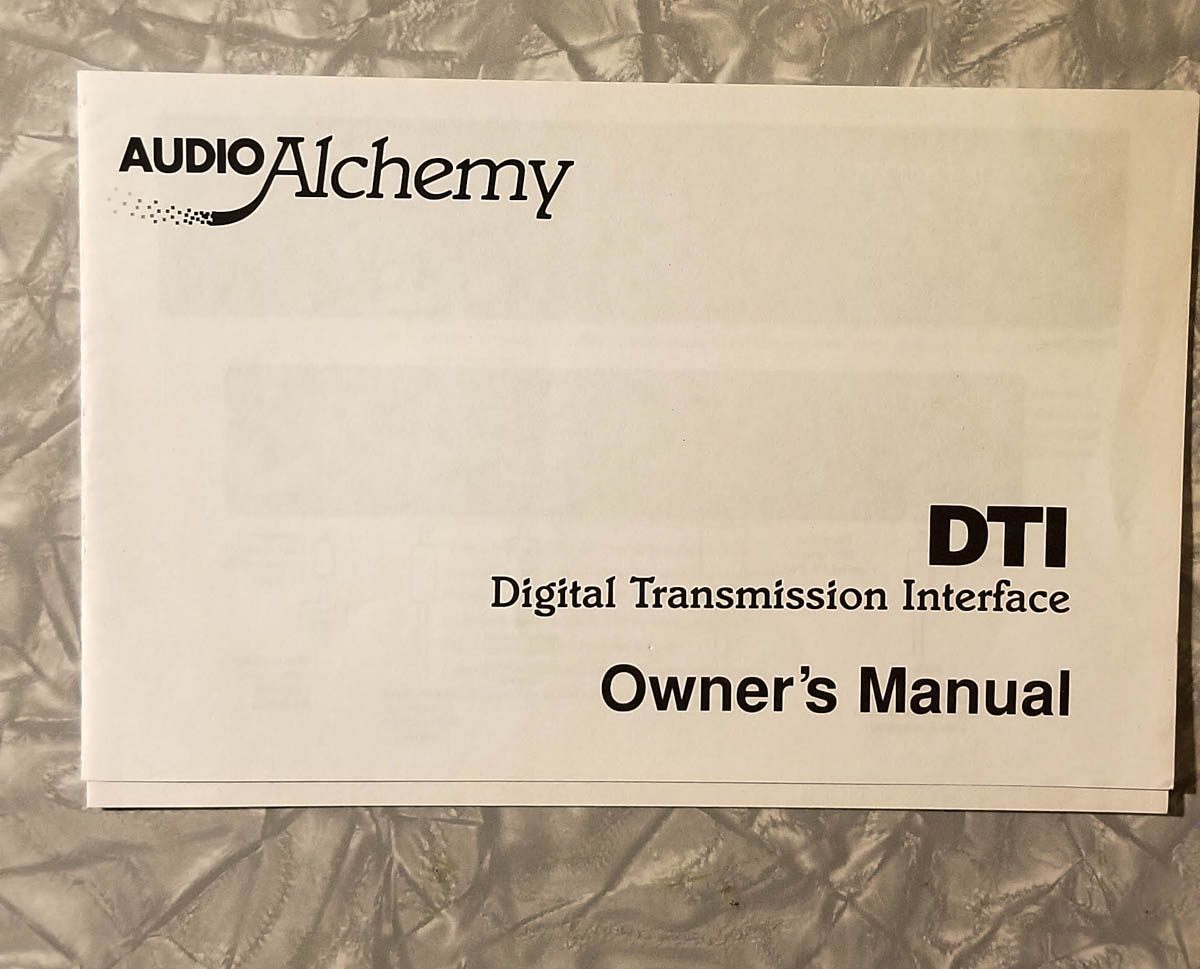 AUDIO Alchemy
DTI
Digital Transmission Interface
Owner's Manual